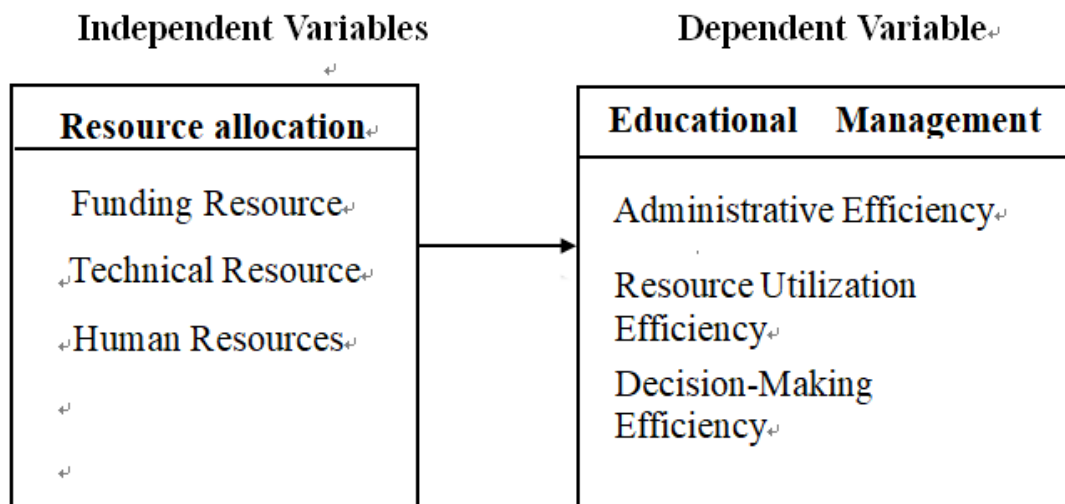 Independent Variables
Dependent Variable
Resource allocation
Funding Resource
Technical Resource
Human Resources
Educational Management
Administrative Efficiency
Resource Utilization
Efficiency
Decision-Making
Efficiency